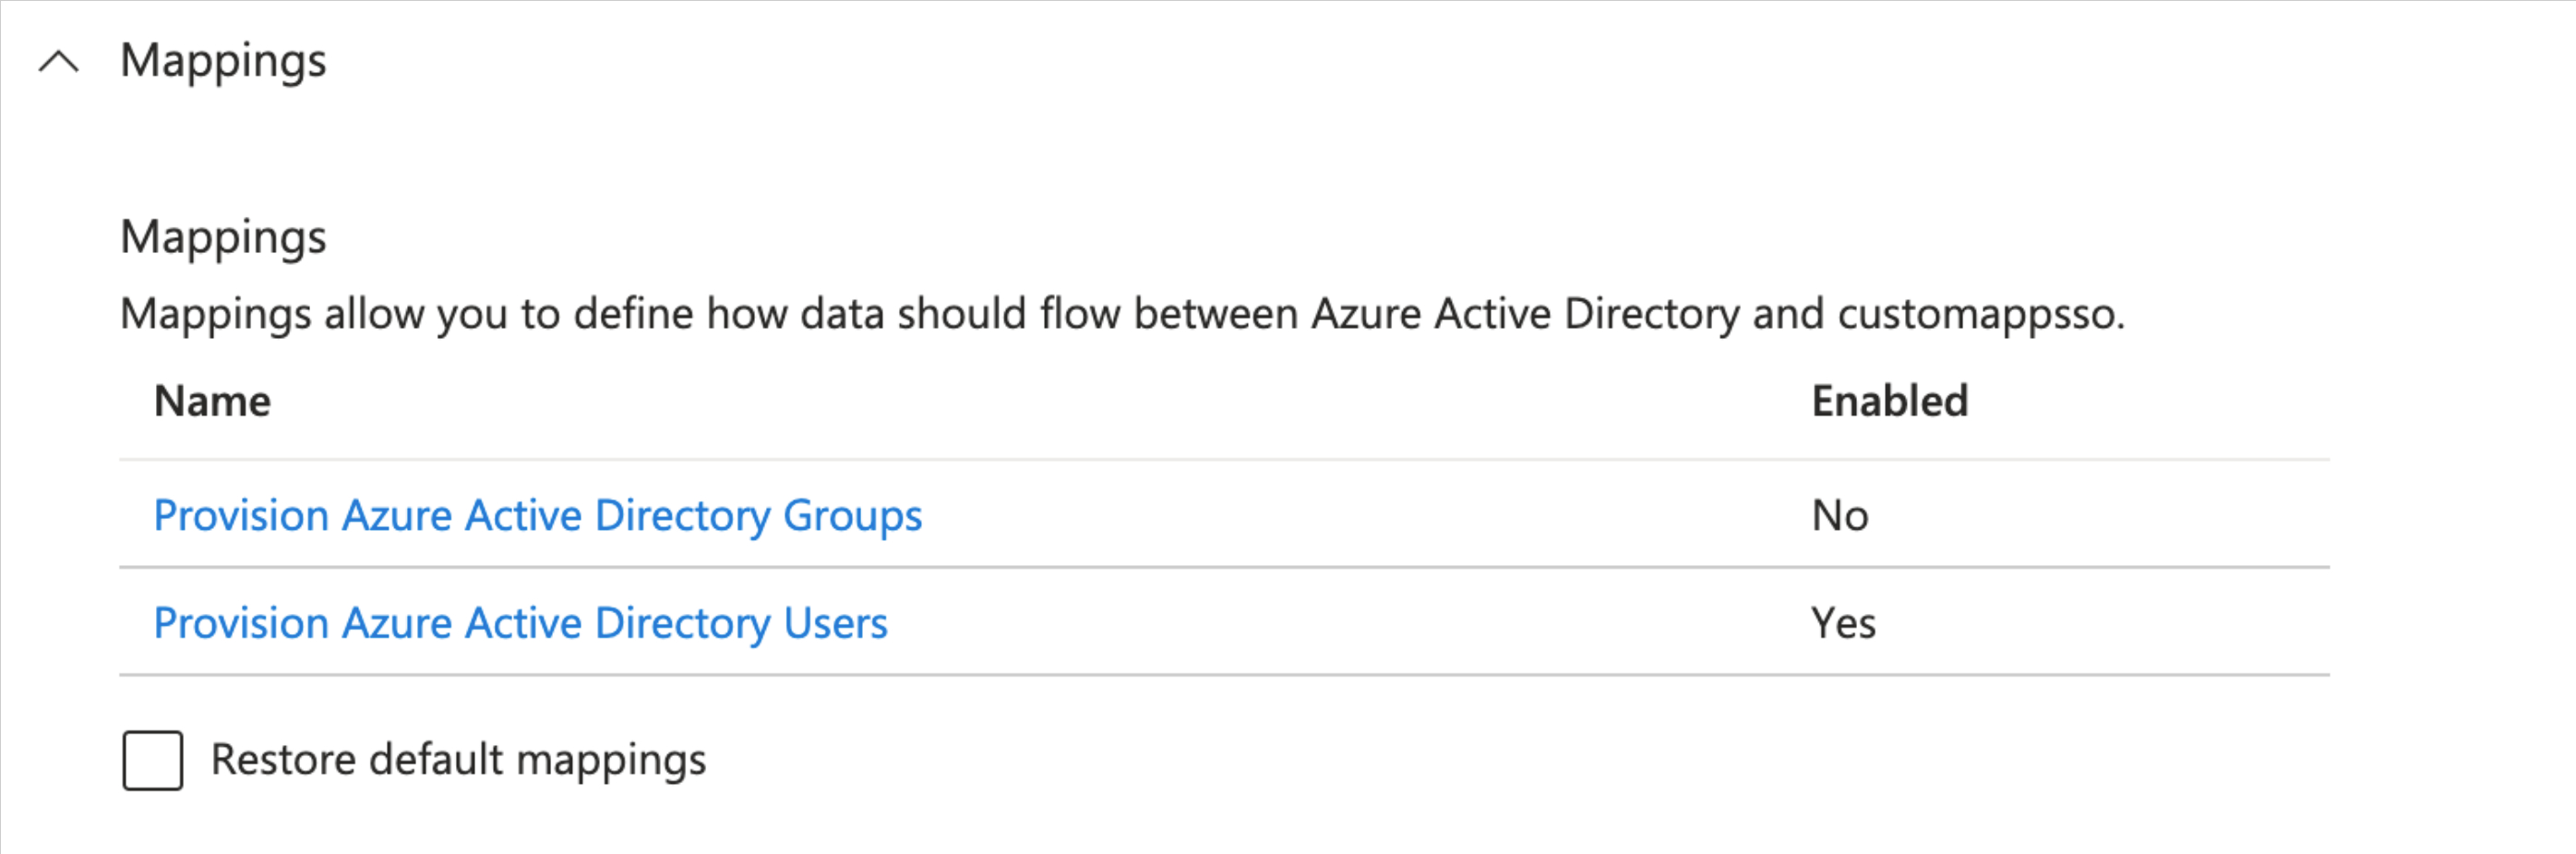 Mappings
Mappings
Mappings allow you to define how data should flow between Azure Active Directory and customappsso.
Name Enabled
Provision Azure Active Directory Groups No
Provision Azure Active Directory Users Yes
Restore default mappings